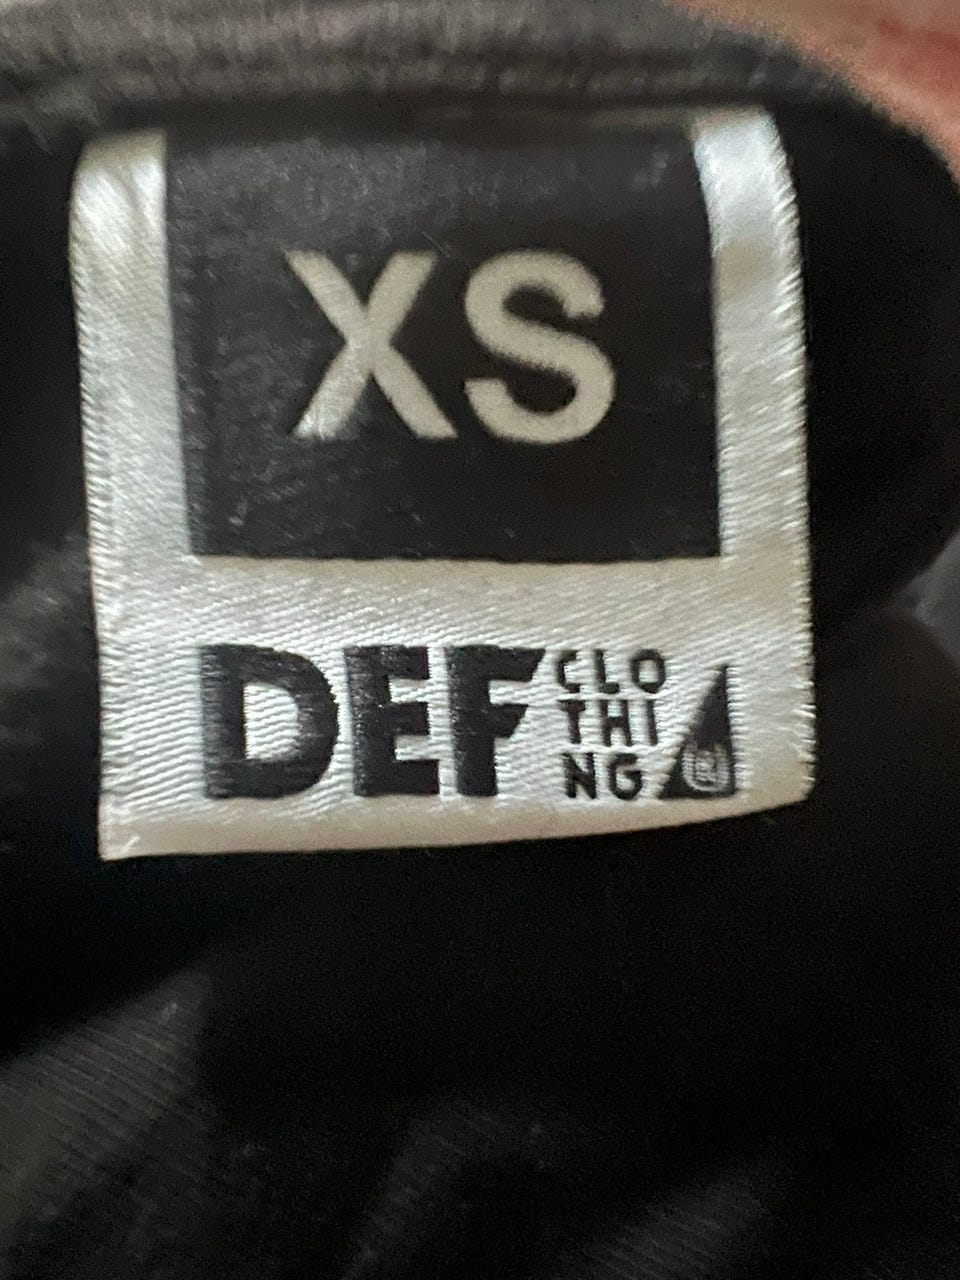 XS
DEF CLO
THI
NG